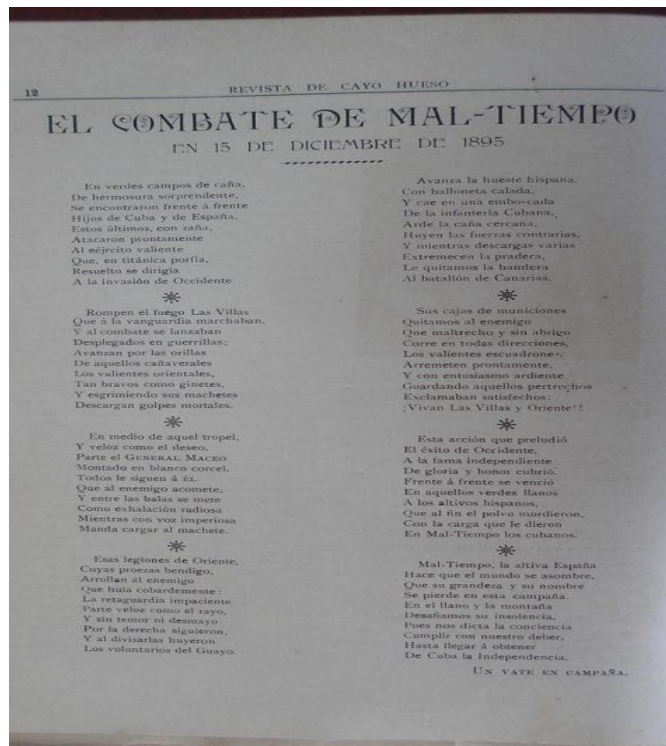 12
REVISTA DE CAYO HUESO
EL COMBATE DE MAL-TIEMPO
EN 15 DE DICIEMBRE DE 1895
En verdes campos de caña,
De hermosura sorprendente,
Se encontraron frente á frente
Hijos de Cuba y de España.
Estos últimos, con zaña,
Atacaron prontamente
Al eéjrcito valiente
Que, en titánica porfia,
Resuelto se dirigia
A la invasión de Occidente
Rompen el fuego Las Villas
Que á la vanguardia marchaban,
Y al combate se lanzaban
Desplegados en guerrillas;
Avanzan por las orillas
De aquellos cañaverales
Los valientes orientales,
Tan bravos como ginetes,
Y esgrimiendo sus machetes
Descargan golpes mortales.
En medio de aquel tropel,
Y veloz como el deseo,
Parte el GENERAL MACEO
Montado en blanco corcel.
Todos le siguen á EL
Que al enemigo acomete,
Y entre las balas se mete
Como exhalación radiosa
Mientras con voz imperiosa
Manda cargar al machete.
Esas legiones de Oriente,
Cuyas proezas bendigo,
Arrollan al enemigo
Que huia cobardemente:
La retaguardia impaciente
Parte veloz como el rayo,
Y sin temor ni desmayo
Por la derecha siguieron,
Y al divisarlas huyeron
Los voluntarios del Guayo.
Avanza la hueste hispana,
Con balloneta calada,
Y cae en una embo-cada
De la infantería Cubana,
Arde la caña cercana,
Huyen las fuerzas contrarias,
Y mientras descargas varias
Extremecen la pradera,
Le quitamos la bandera
Al batallón de Canarias.
Sus cajas de municiones
Quitamos al enemigo
Que maltrecho y sin abrigo
Corre en todas direcciones,
Los valientes escuadrones,
Arremeten prontamente,
Y con entusiasmo ardiente
Guardando aquellos pertrechos
Exclamaban satisfechos:
¡Vivan Las Villas y Oriente!!
Esta acción que preludió
El éxito de Occidente,
A la fama independiente
De gloria y honor cubrió.
Frente á frente se venció
En aquellos verdes llanos
A los altivos hispanos,
Que al fin el polvo mordieron,
Con la carga que le dieron
En Mal-Tiempo los cubanos.
Mal-Tiempo, la altiva España
Hace que el mundo se asombre,
Que su grandeza y su nombre
Se pierde en esta campaña.
En el llano y la montaña
Desafiamos su insolencia,
Pues nos dicta la conciencia
Cumplir con nuestro deber,
Hasta llegar á obtener
De Cuba la Independencia.
UN VATE EN CAMPAÑA.